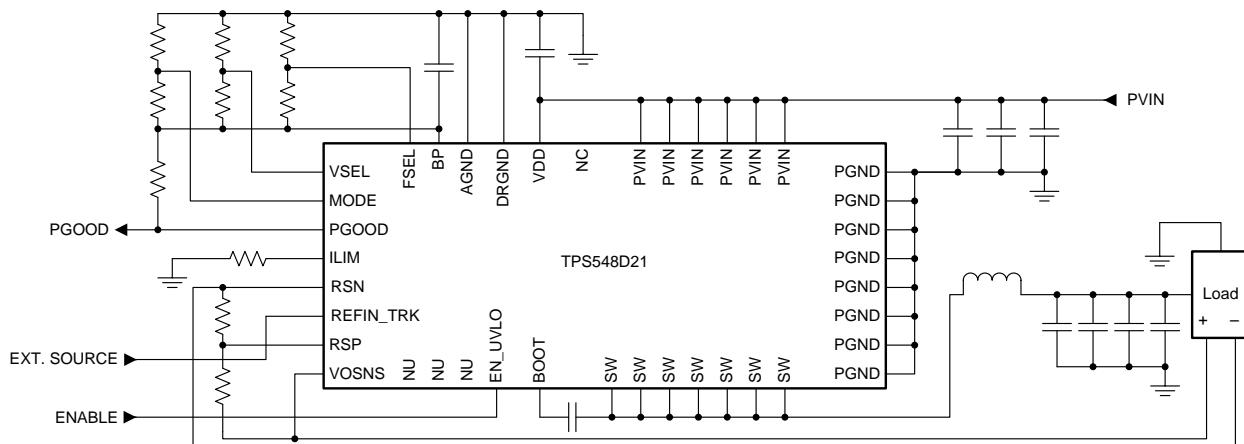 PVIN
FSEL
BP
AGND
DRGND
VDD
NC
PVIN
PVIN
PVIN
PVIN
PVIN
PVIN
VSEL
MODE
PGOOD
PGOOD
ILIM
RSN
REFIN_TRK
RSP
VOSNS
EXT. SOURCE
ENABLE
TPS548D21
PGND
PGND
PGND
PGND
PGND
PGND
PGND
PGND
Load
+ –
NU
NU
NU
EN_UVLO
BOOT
SW
SW
SW
SW
SW
SW
SW